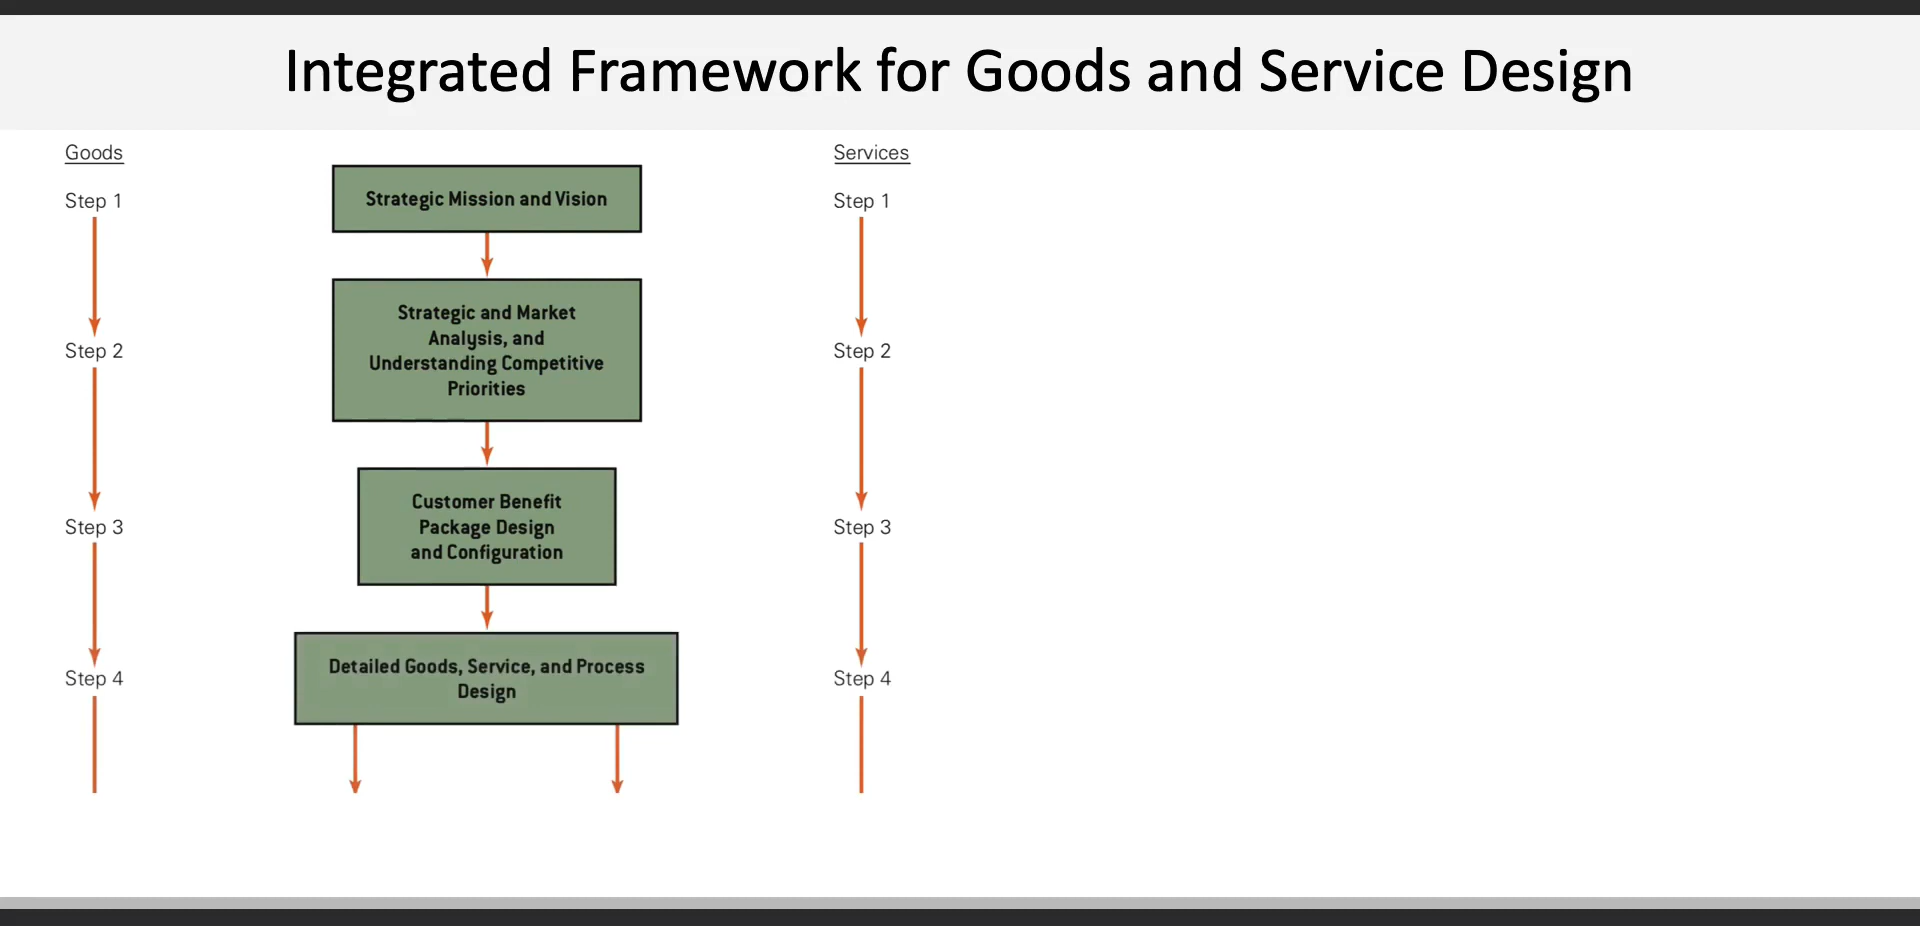 Integrated Framework for Goods and Service Design
Goods
Services
Step 1
Strategic Mission and Vision
Step 1
Step 2
Strategic and Market
Analysis, and
Understanding Competitive
Priorities
Step 2
Step 3
Customer Benefit
Package Design
and Configuration
Step 3
Step 4
Detailed Goods, Service, and Process
Design
Step 4